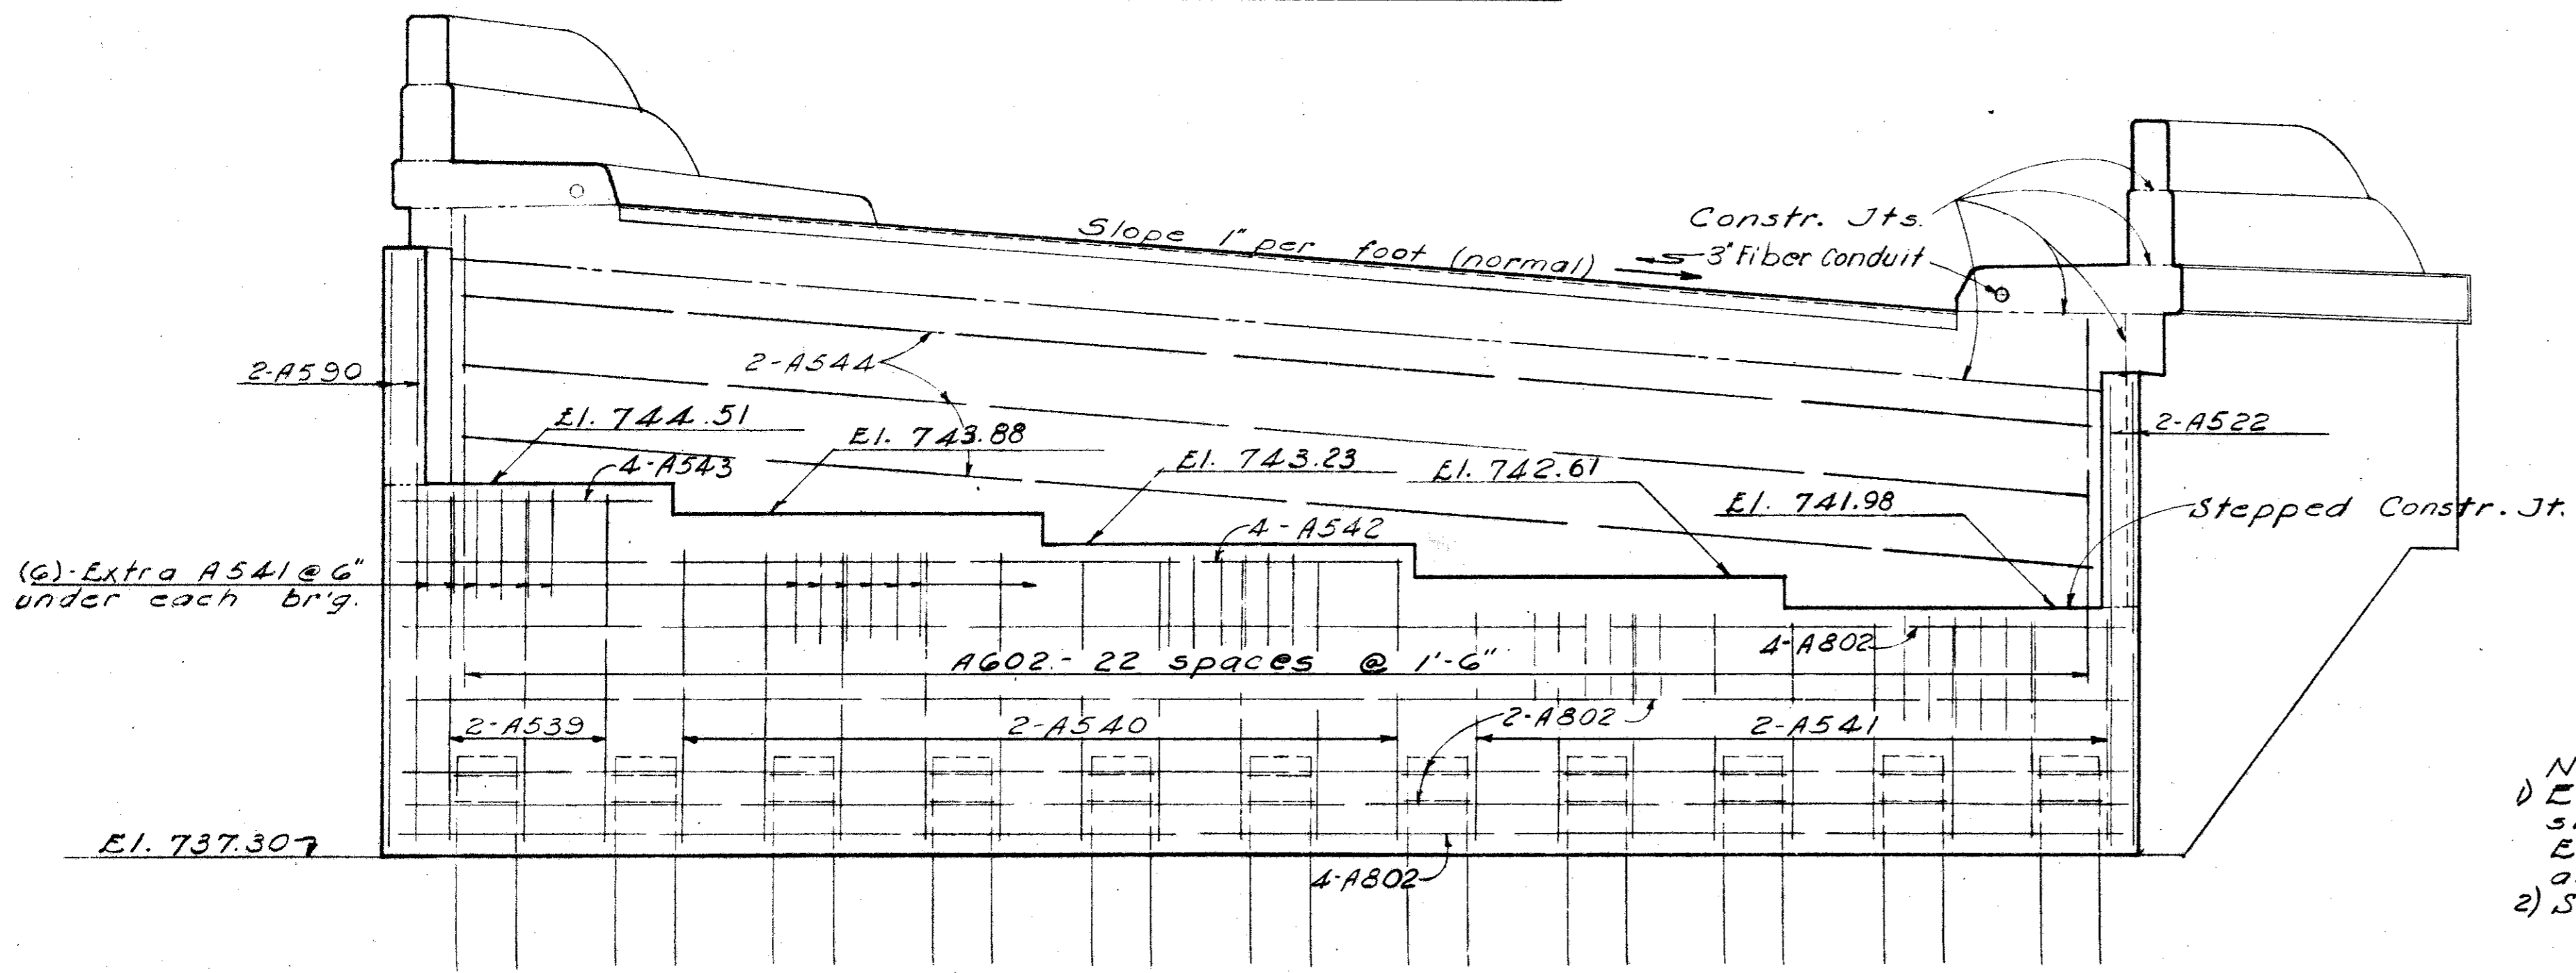 Constr. Jts.
Slope 1" per foot (normal)
3" Fiber Conduit
2-A544
2-A590
El. 744.51
El. 743.88
2-A522
4-A543
El. 743.23
El. 742.61
El. 741.98
Stepped Constr. Jt.
4-A542
(6)-Extra A541 @ 6"
under each br'g.
4-A802
A602 - 22 spaces @ 1'-6"
2-A539
2-A540
2-A802
2-A541
El. 737.30
4-A802
1)
2) S